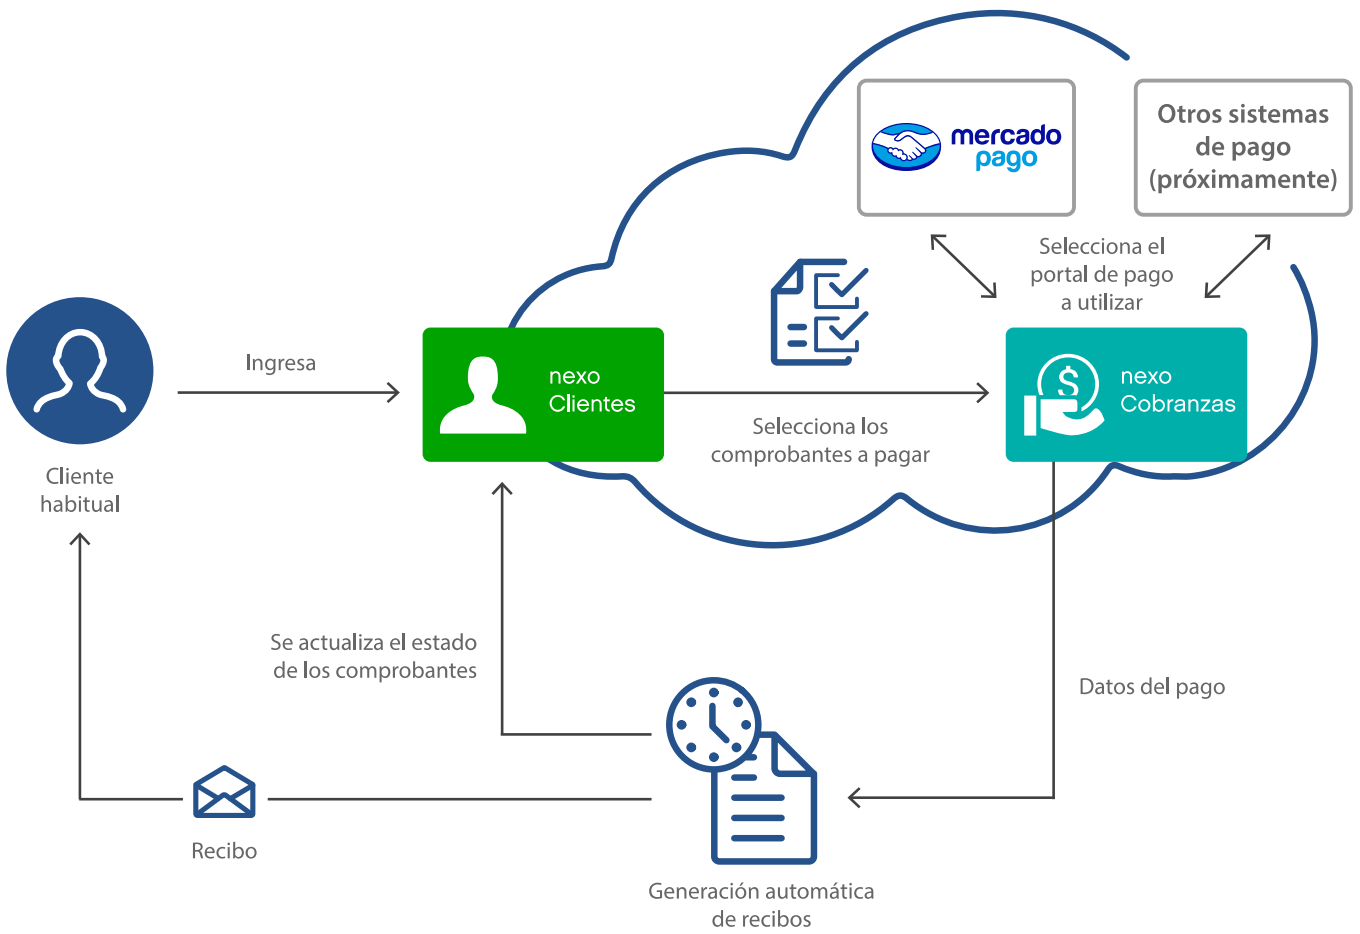 mercado
pago
Otros sistemas
de pago
(próximamente)
Selecciona el
portal de pago
a utilizar
Ingresa
nexo
Clientes
nexo
Cobranzas
Selecciona los
comprobantes a pagar
Cliente
habitual
Se actualiza el estado
de los comprobantes
Datos del pago
Recibo
Generación automática
de recibos